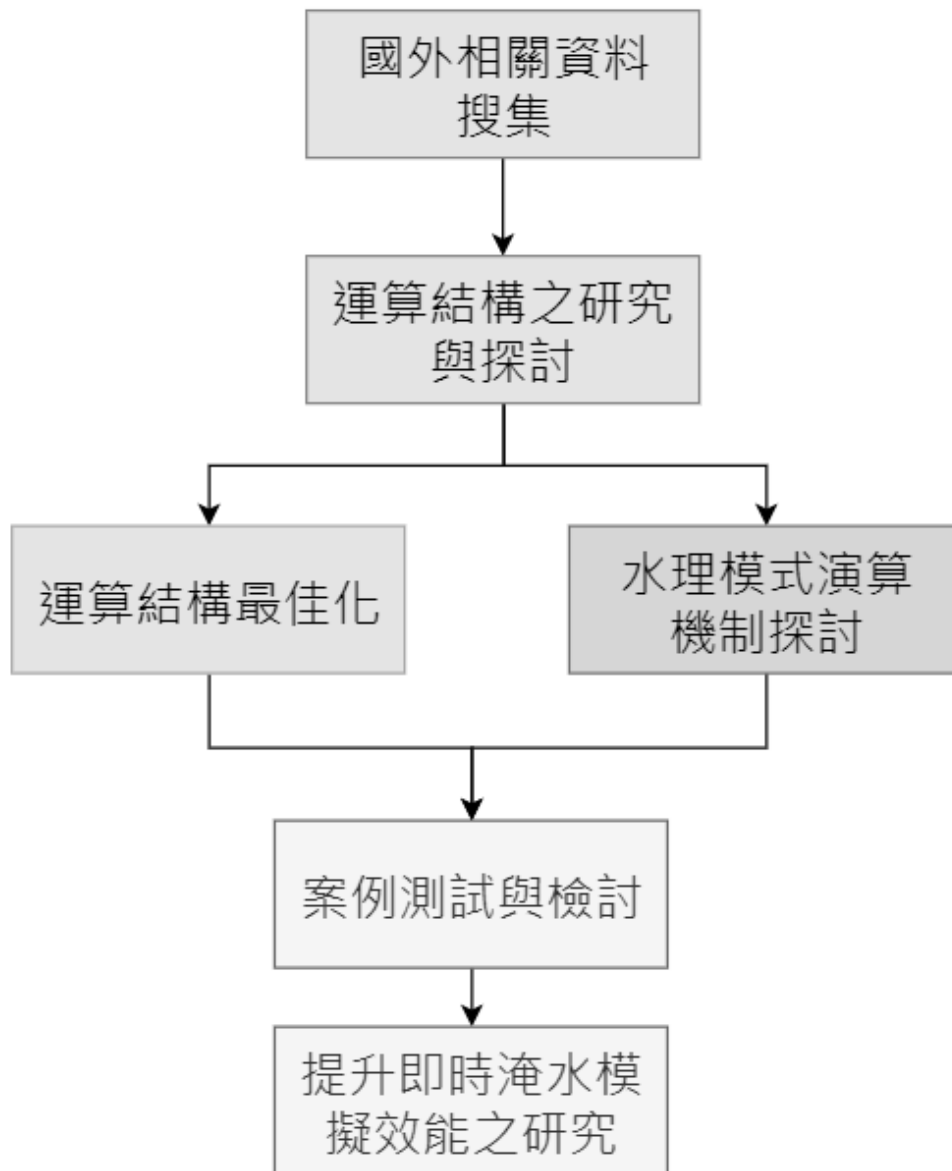 國外相關資料
搜集
運算結構之研究
與探討
運算結構最佳化
水理模式演算
機制探討
案例測試與檢討
提升即時淹水模
擬效能之研究